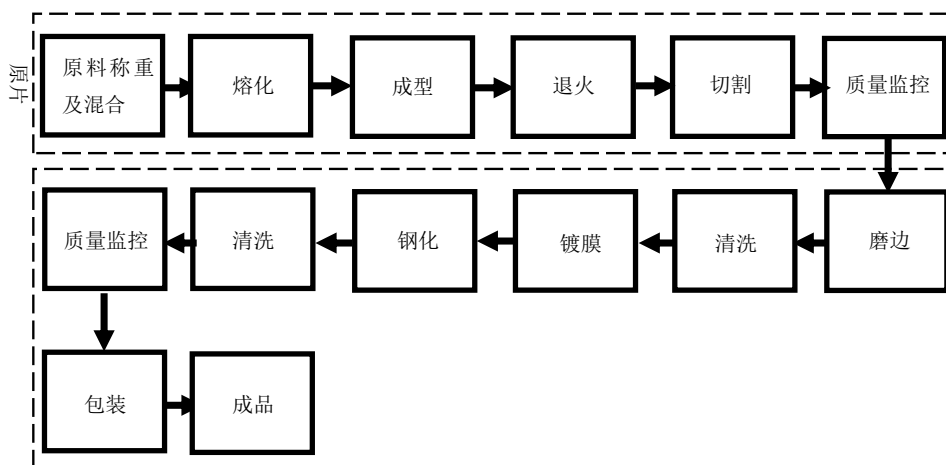 原片
原料称重
及混合
熔化
成型
退火
切割
质量监控
磨边
清洗
镀膜
钢化
清洗
质量监控
包装
成品